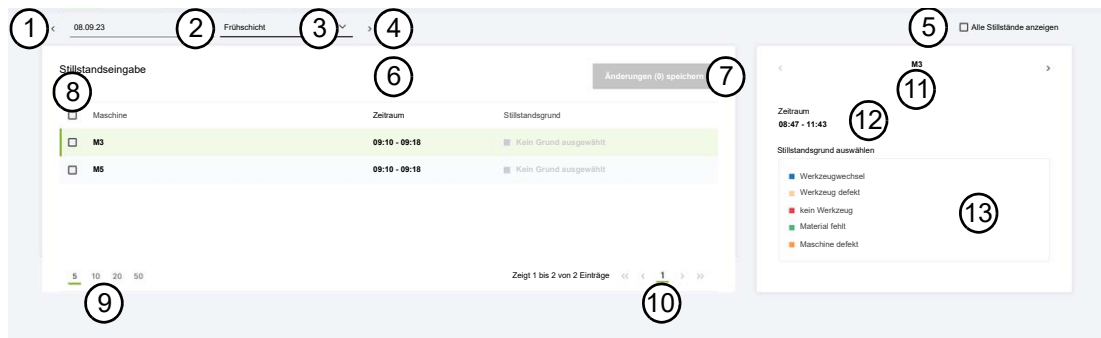 1 ‹ 08.09.23 2 Frühschicht 3 › 4 5 Alle Stillstände anzeigen
Stillstandseingabe 6 Änderungen (0) speichern 7 ‹ M3 ›
8 11
Maschine Zeitraum Stillstandsgrund
Zeitraum 12
08:47 - 11:43
M3 09:10 - 09:18 Kein Grund ausgewählt
M5 09:10 - 09:18 Kein Grund ausgewählt
Stillstandsgrund auswählen
Werkzeugwechsel
Werkzeug defekt
kein Werkzeug 13
Material fehlt
Maschine defekt
5 10 20 50 Zeigt 1 bis 2 von 2 Einträge ‹‹ ‹ 1 › ››
9 10